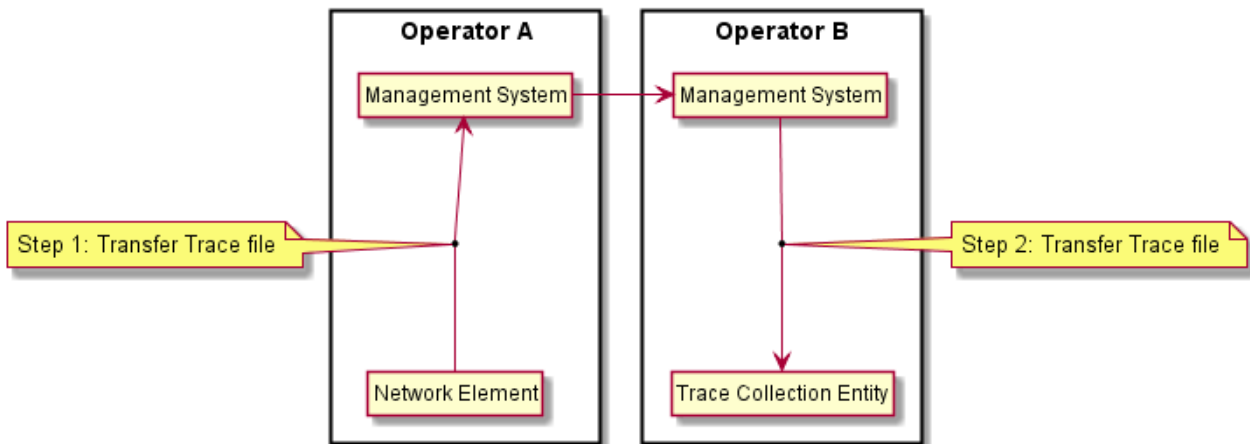 Operator A
Operator B
Management System
Management System
Step 1: Transfer Trace file
Step 2: Transfer Trace file
Network Element
Trace Collection Entity